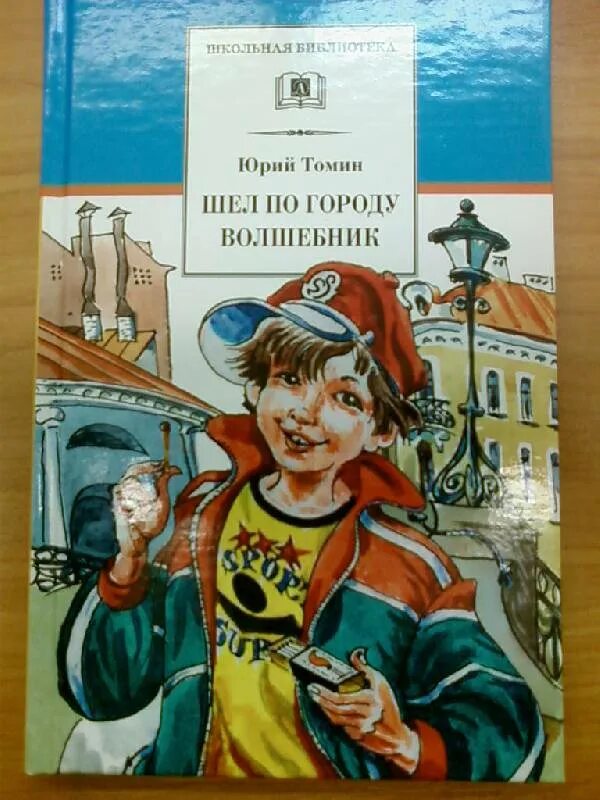 ШКОЛЬНАЯ БИБЛИОТЕКА
Юрий Томин
ШЕЛ ПО ГОРОДУ
ВОЛШЕБНИК
SPOR
SUP